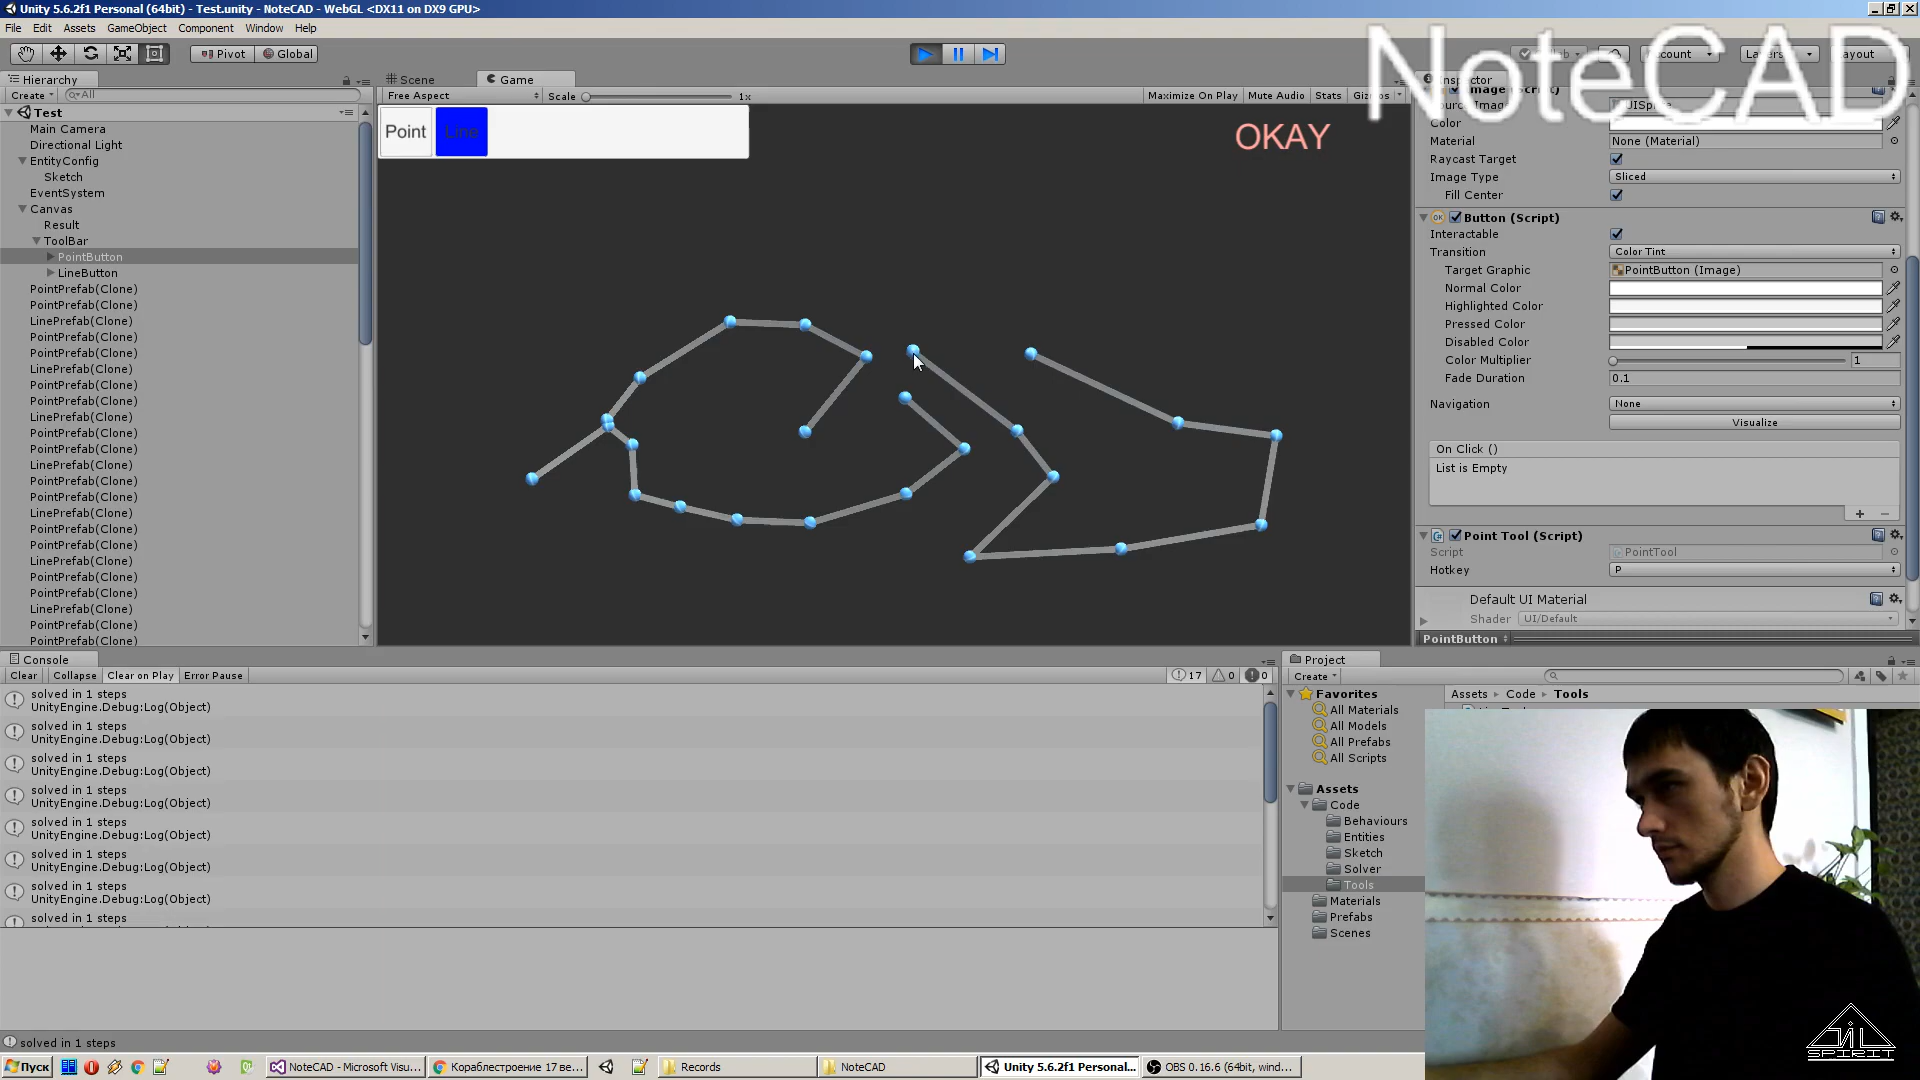 Unity 5.6.2f1 Personal (64bit) - Test.unity - NoteCAD - WebGL <DX11 on DX9 GPU>
File Edit Assets GameObject Component Window Help
Pivot Global
Account Layers
NoteCAD
Hierarchy
Create All
Test
Main Camera
Directional Light
EntityConfig
Sketch
EventSystem
Canvas
Result
ToolBar
PointButton
LineButton
PointPrefab(Clone)
PointPrefab(Clone)
LinePrefab(Clone)
PointPrefab(Clone)
PointPrefab(Clone)
LinePrefab(Clone)
PointPrefab(Clone)
PointPrefab(Clone)
LinePrefab(Clone)
PointPrefab(Clone)
PointPrefab(Clone)
LinePrefab(Clone)
PointPrefab(Clone)
PointPrefab(Clone)
LinePrefab(Clone)
PointPrefab(Clone)
PointPrefab(Clone)
LinePrefab(Clone)
PointPrefab(Clone)
PointPrefab(Clone)
LinePrefab(Clone)
PointPrefab(Clone)
PointPrefab(Clone)
Scene Game
Free Aspect Scale 1x Maximize On Play Mute Audio Stats Gizmos
Point Line
OKAY
Inspector
Image (Script)
Source Image UISprite
Color
Material None (Material)
Raycast Target
Image Type Sliced
Fill Center
Button (Script)
Interactable
Transition Color Tint
Target Graphic PointButton (Image)
Normal Color
Highlighted Color
Pressed Color
Disabled Color
Color Multiplier 1
Fade Duration 0.1
Navigation None
Visualize
On Click ()
List is Empty
Point Tool (Script)
Script PointTool
Hotkey P
Default UI Material
Shader UI/Default
PointButton
Console
Clear Collapse Clear on Play Error Pause 17 0 0
solved in 1 steps
UnityEngine.Debug:Log(Object)
solved in 1 steps
UnityEngine.Debug:Log(Object)
solved in 1 steps
UnityEngine.Debug:Log(Object)
solved in 1 steps
UnityEngine.Debug:Log(Object)
solved in 1 steps
UnityEngine.Debug:Log(Object)
solved in 1 steps
UnityEngine.Debug:Log(Object)
solved in 1 steps
UnityEngine.Debug:Log(Object)
solved in 1 steps
solved in 1 steps
Project
Create
Favorites
All Materials
All Models
All Prefabs
All Scripts
Assets
Code
Behaviours
Entities
Sketch
Solver
Tools
Materials
Prefabs
Scenes
Assets Code Tools
SPIRIT
Пуск
NoteCAD - Microsoft Visu...
Кораблестроение 17 ве...
Records
NoteCAD
Unity 5.6.2f1 Personal...
OBS 0.16.6 (64bit, wind...